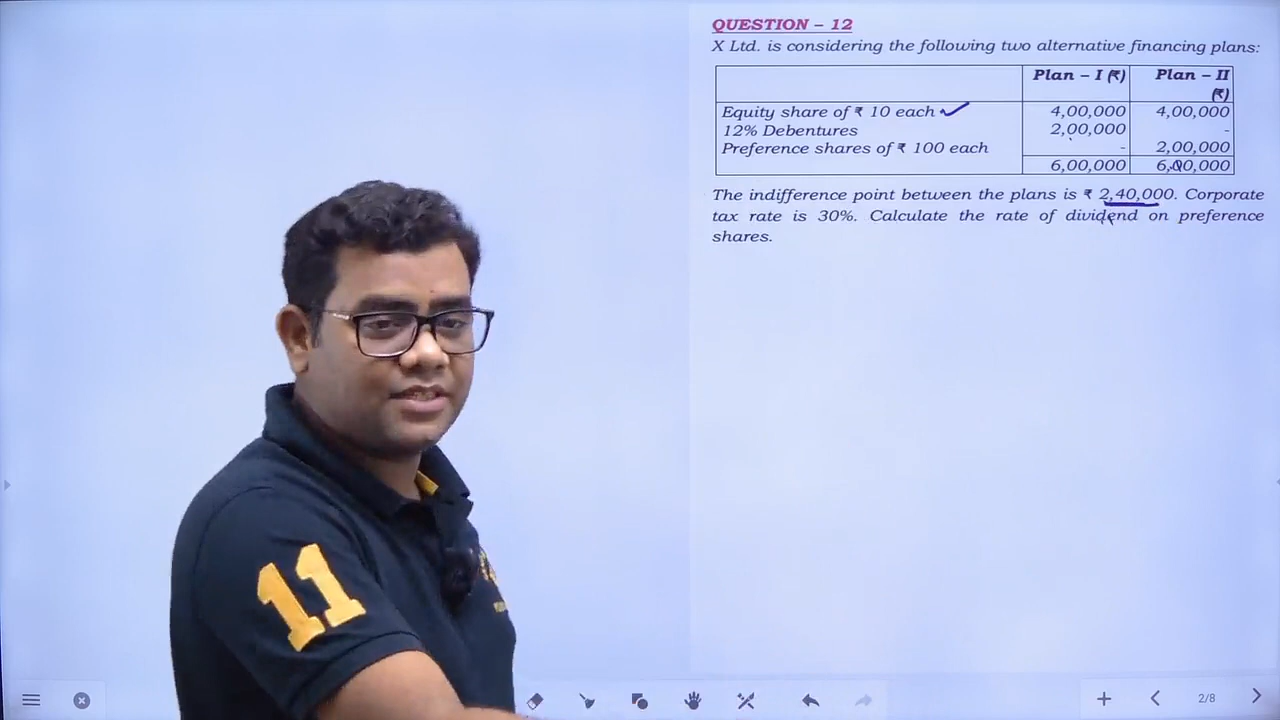 QUESTION – 12
X Ltd. is considering the following two alternative financing plans:
Plan – I (₹) Plan – II (₹)
Equity share of ₹ 10 each 4,00,000 4,00,000
12% Debentures 2,00,000 -
Preference shares of ₹ 100 each - 2,00,000
6,00,000 6,00,000
The indifference point between the plans is ₹ 2,40,000. Corporate
tax rate is 30%. Calculate the rate of dividend on preference
shares.
11
2/8